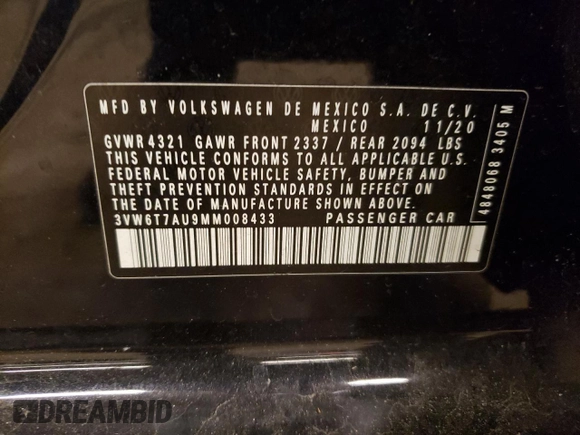 MFD BY VOLKSWAGEN DE MEXICO S.A. DE C.V.
MEXICO 11/20
GVWR 4321 GAWR FRONT 2337 / REAR 2094 LBS
THIS VEHICLE CONFORMS TO ALL APPLICABLE U.S.
FEDERAL MOTOR VEHICLE SAFETY, BUMPER AND
THEFT PREVENTION STANDARDS IN EFFECT ON
THE DATE OF MANUFACTURE SHOWN ABOVE.
3VW6T7AU9MM008433 PASSENGER CAR
4848068 3406 M
DREAMBID